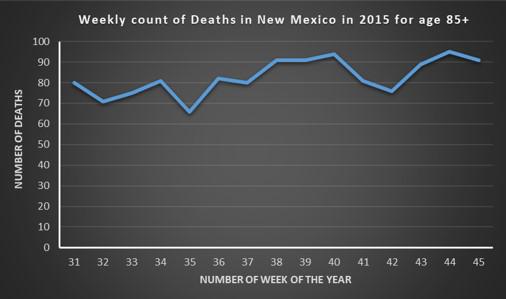 Weekly count of Deaths in New Mexico in 2015 for age 85+
100
90
80
70
60
50
40
30
20
10
0
NUMBER OF DEATHS
31 32 33 34 35 36 37 38 39 40 41 42 43 44 45
NUMBER OF WEEK OF THE YEAR